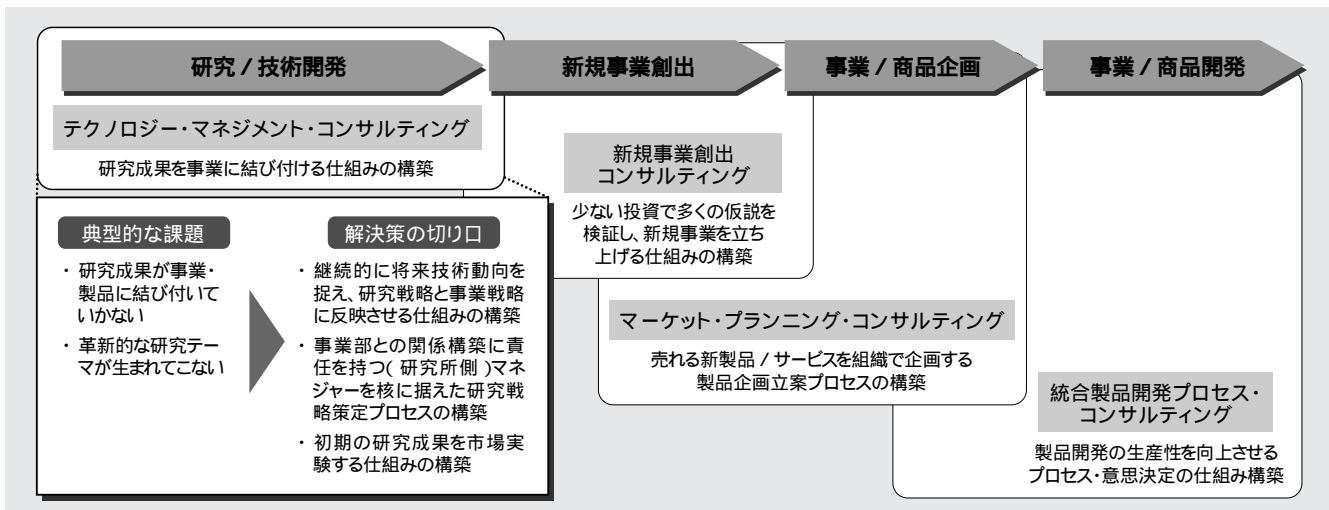 研究 / 技術開発
新規事業創出
事業 / 商品企画
事業 / 商品開発
テクノロジー・マネジメント・コンサルティング
研究成果を事業に結び付ける仕組みの構築
新規事業創出
コンサルティング
少ない投資で多くの仮説を
検証し、新規事業を立ち
上げる仕組みの構築
典型的な課題
・ 研究成果が事業・
製品に結び付いて
いかない
・ 革新的な研究テー
マが生まれてこない
解決策の切り口
・ 継続的に将来技術動向を
捉え、研究戦略と事業戦略
に反映させる仕組みの構築
・ 事業部との関係構築に責
任を持つ( 研究所側 )マネ
ジャーを核に据えた研究戦
略策定プロセスの構築
・ 初期の研究成果を市場実
験する仕組みの構築
マーケット・プランニング・コンサルティング
売れる新製品 / サービスを組織で企画する
製品企画立案プロセスの構築
統合製品開発プロセス・
コンサルティング
製品開発の生産性を向上させる
プロセス・意思決定の仕組み構築